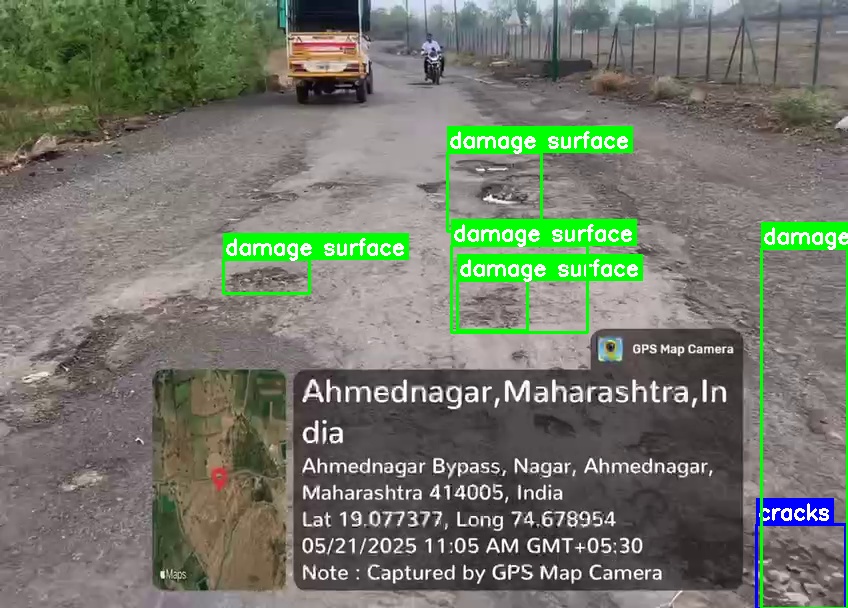 damage surface
damage surface
damage surface
damage surface
damage
GPS Map Camera
Ahmednagar,Maharashtra,In
dia
Ahmednagar Bypass, Nagar, Ahmednagar,
Maharashtra 414005, India
Lat 19.077377, Long 74.678954
05/21/2025 11:05 AM GMT+05:30
Note : Captured by GPS Map Camera
cracks
Maps